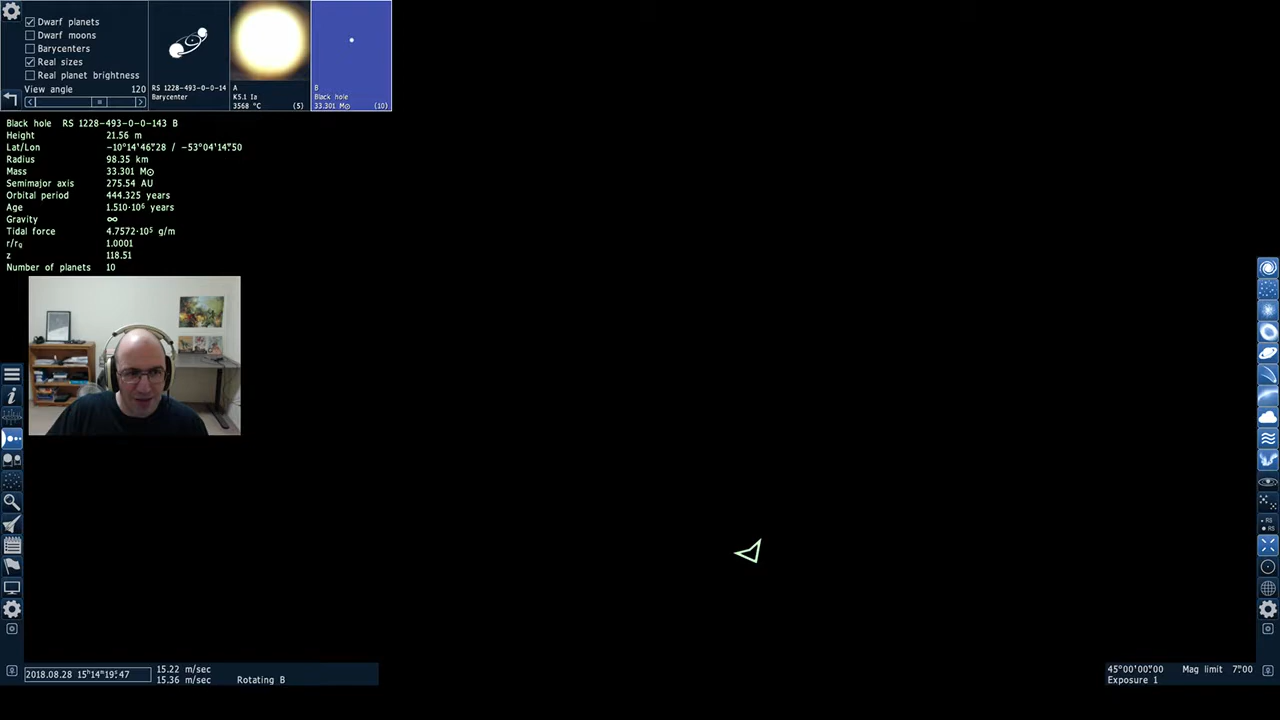 Dwarf planets
Dwarf moons
Barycenters
Real sizes
Real planet brightness
View angle 120
RS 1228-493-0-0-14
Barycenter
A
K5.1 Ia
3568 °C (5)
B
Black hole
33.301 M☉ (10)
Black hole RS 1228-493-0-0-143 B
Height 21.56 m
Lat/Lon -10°14'46"28 / -53°04'14"50
Radius 98.35 km
Mass 33.301 M☉
Semimajor axis 275.54 AU
Orbital period 444.325 years
Age 1.510·10⁶ years
Gravity ∞
Tidal force 4.7572·10⁵ g/m
r/rg 1.0001
z 118.51
Number of planets 10
RS
RS
2018.08.28 15ʰ14ᵐ19ˢ47
15.22 m/sec
15.36 m/sec
Rotating B
45°00'00"00 Mag limit 7ᵐ00
Exposure 1